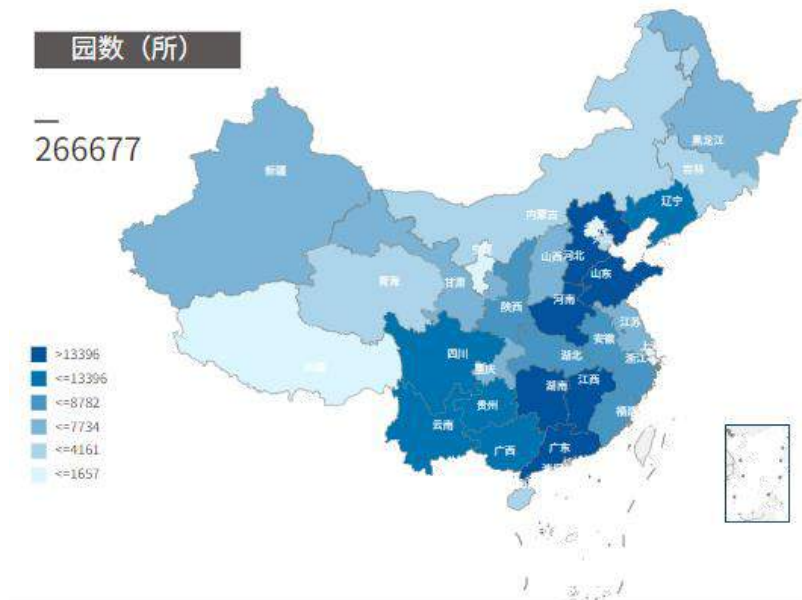 园数（所）
266677
黑龙江
吉林
新疆
辽宁
内蒙古
山西
河北
青海
甘肃
山东
河南
陕西
江苏
安徽
四川
湖北
浙江
重庆
湖南
江西
贵州
云南
广西
广东
>13396
<=13396
<=8782
<=7734
<=4161
<=1657